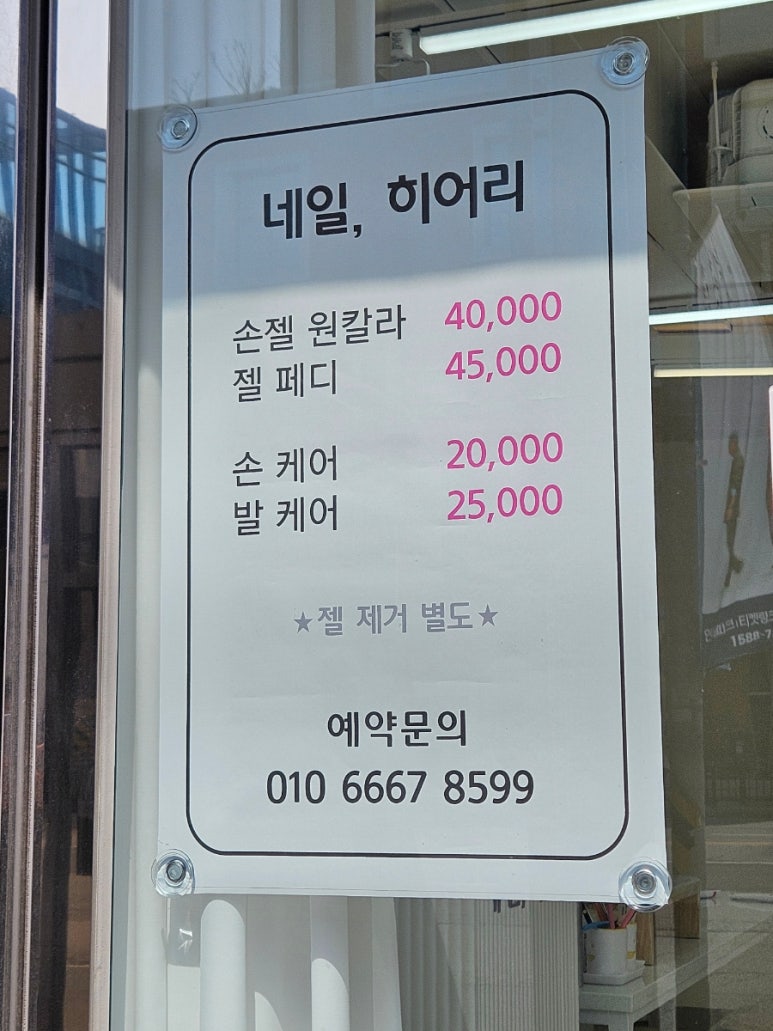 네일, 히어리
손젤 원칼라 40,000
젤 페디 45,000
손 케어 20,000
발 케어 25,000
★젤 제거 별도★
예약문의
010 6667 8599